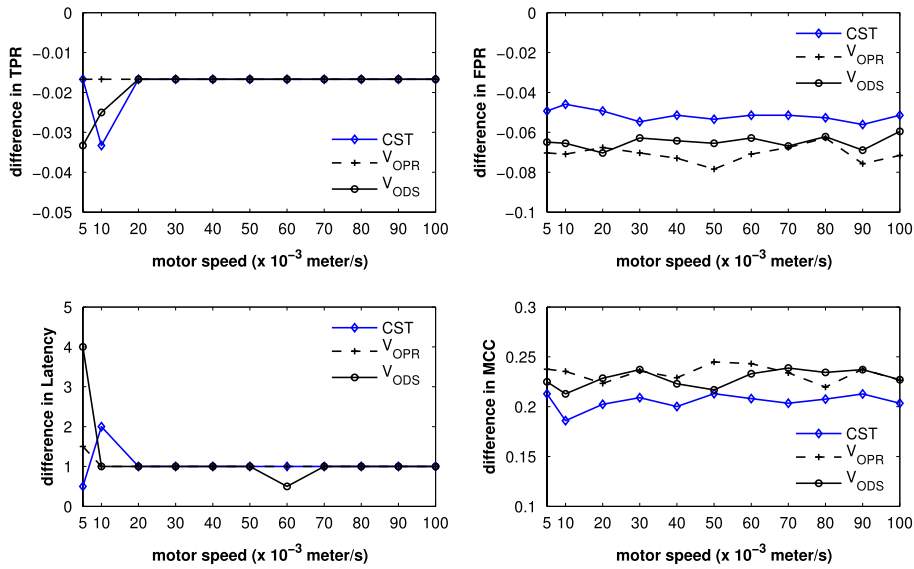 difference in TPR
0
−0.01
−0.02
−0.03
−0.04
−0.05
CST
V_OPR
V_ODS
5 10 20 30 40 50 60 70 80 90 100
motor speed (x 10^−3 meter/s)
difference in FPR
0
−0.02
−0.04
−0.06
−0.08
−0.1
CST
V_OPR
V_ODS
5 10 20 30 40 50 60 70 80 90 100
motor speed (x 10^−3 meter/s)
difference in Latency
5
4
3
2
1
0
CST
V_OPR
V_ODS
5 10 20 30 40 50 60 70 80 90 100
motor speed (x 10^−3 meter/s)
difference in MCC
0.3
0.25
0.2
0.15
0.1
CST
V_OPR
V_ODS
5 10 20 30 40 50 60 70 80 90 100
motor speed (x 10^−3 meter/s)